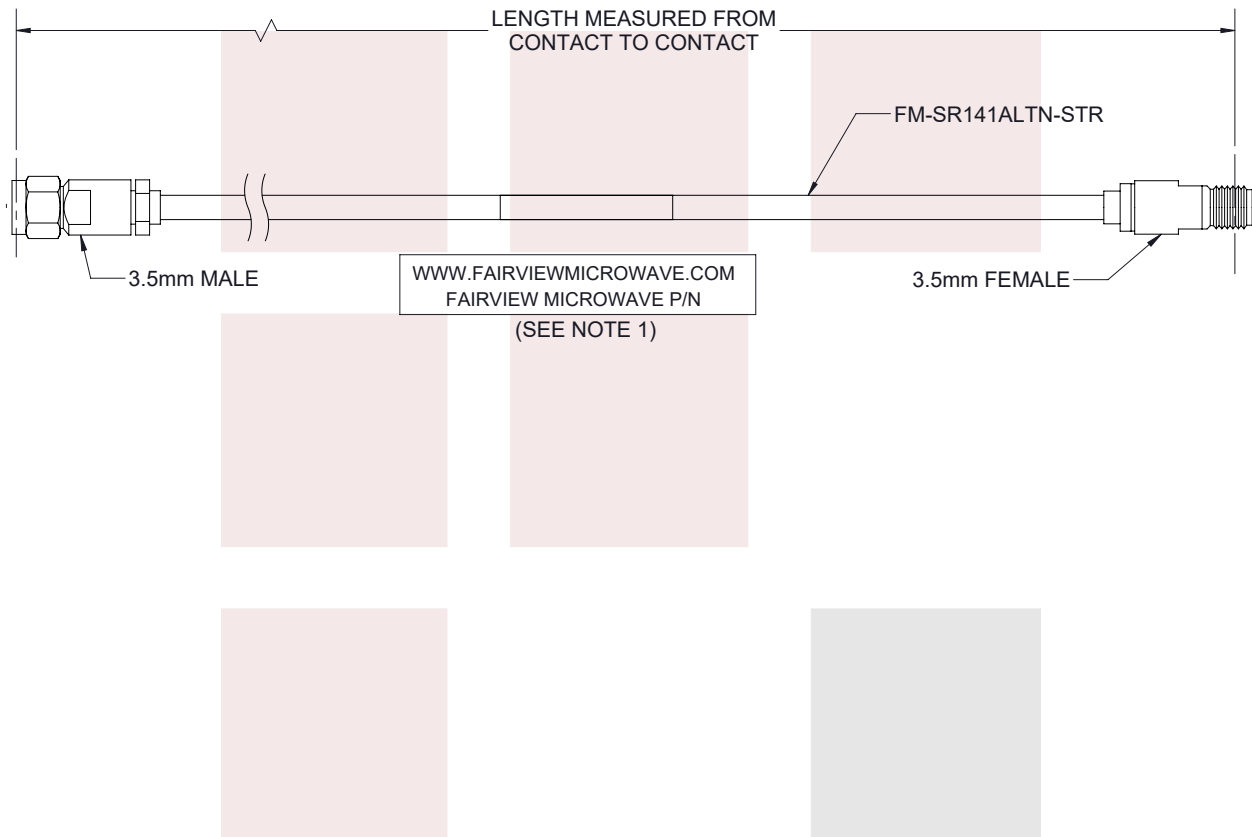 LENGTH MEASURED FROM
CONTACT TO CONTACT
FM-SR141ALTN-STR
3.5mm MALE
WWW.FAIRVIEWMICROWAVE.COM
FAIRVIEW MICROWAVE P/N
(SEE NOTE 1)
3.5mm FEMALE